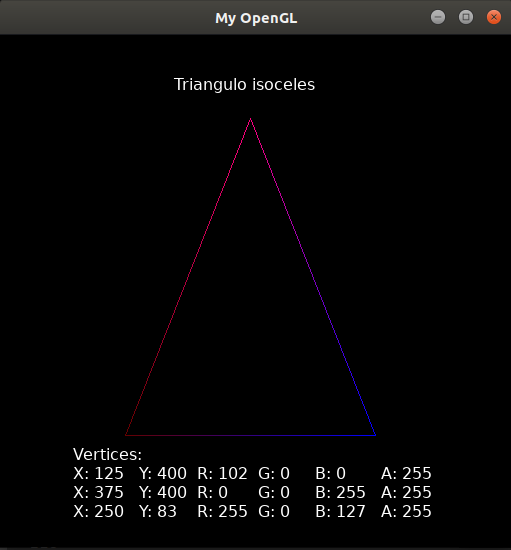 My OpenGL
Triangulo isoceles
Vertices:
X: 125 Y: 400 R: 102 G: 0 B: 0 A: 255
X: 375 Y: 400 R: 0 G: 0 B: 255 A: 255
X: 250 Y: 83 R: 255 G: 0 B: 127 A: 255